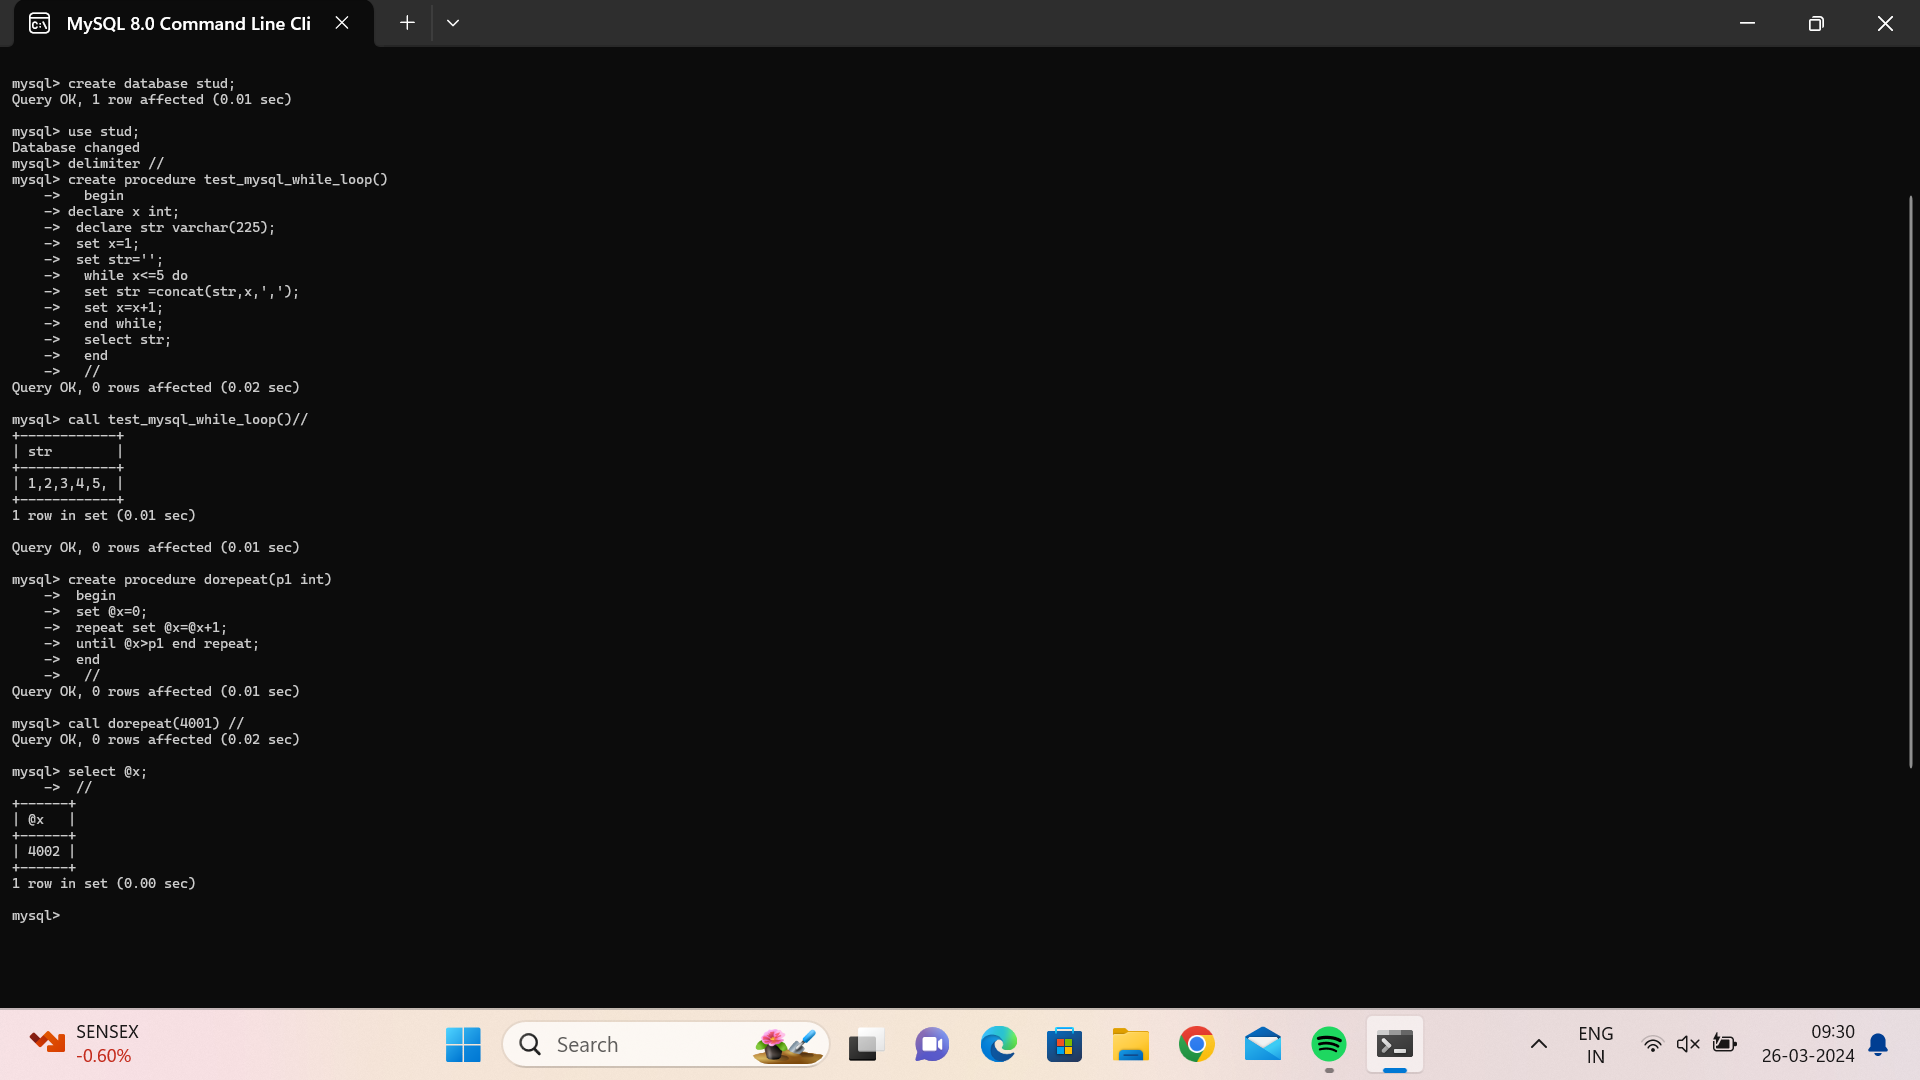 MySQL 8.0 Command Line Cli
mysql> create database stud;
Query OK, 1 row affected (0.01 sec)
mysql> use stud;
Database changed
mysql> delimiter //
mysql> create procedure test_mysql_while_loop()
    ->   begin
    -> declare x int;
    ->  declare str varchar(225);
    ->  set x=1;
    ->  set str='';
    ->   while x<=5 do
    ->   set str =concat(str,x,',');
    ->   set x=x+1;
    ->   end while;
    ->   select str;
    ->   end
    ->   //
Query OK, 0 rows affected (0.02 sec)
mysql> call test_mysql_while_loop()//
+------------+
| str        |
+------------+
| 1,2,3,4,5, |
+------------+
1 row in set (0.01 sec)
Query OK, 0 rows affected (0.01 sec)
mysql> create procedure dorepeat(p1 int)
    ->  begin
    ->  set @x=0;
    ->  repeat set @x=@x+1;
    ->  until @x>p1 end repeat;
    ->  end
    ->   //
Query OK, 0 rows affected (0.01 sec)
mysql> call dorepeat(4001) //
Query OK, 0 rows affected (0.02 sec)
mysql> select @x;
    ->  //
+------+
| @x   |
+------+
| 4002 |
+------+
1 row in set (0.00 sec)
mysql>
SENSEX
-0.60%
Search
ENG
IN
09:30
26-03-2024